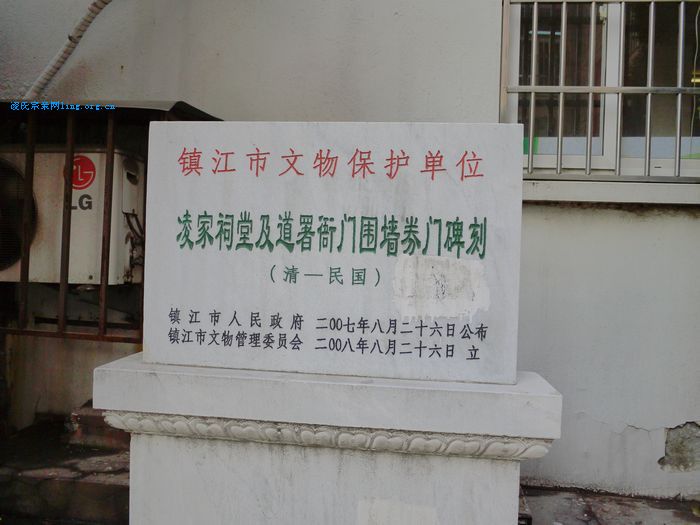 凌氏宗亲网ling.org.cn
LG
镇江市文物保护单位
凌家祠堂及道署衙门围墙券门碑刻
(清—民国)
镇江市人民政府 二〇〇七年八月二十六日公布
镇江市文物管理委员会 二〇〇八年八月二十六日 立